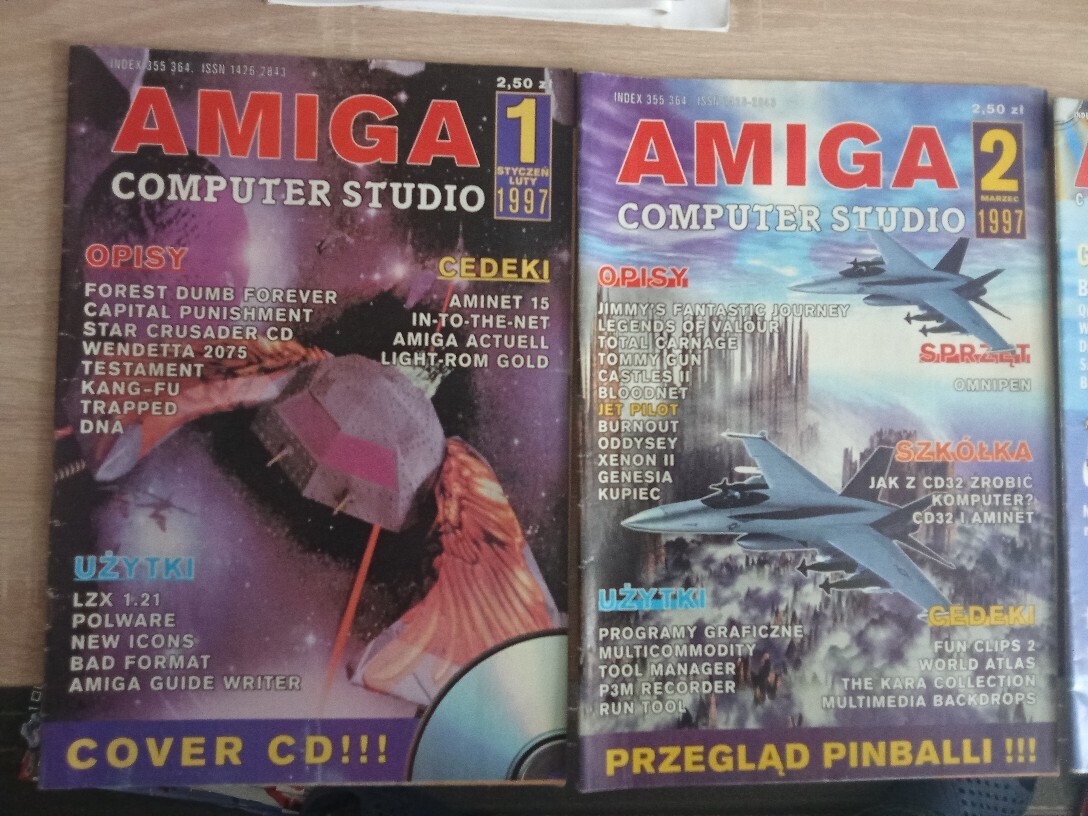 INDEX 355 364. ISSN 1426-2843
2,50 zł
AMIGA
COMPUTER STUDIO
1
STYCZEŃ
LUTY
1997
OPISY
FOREST DUMB FOREVER
CAPITAL PUNISHMENT
STAR CRUSADER CD
WENDETTA 2075
TESTAMENT
KANG-FU
TRAPPED
DNA
CEDEKI
AMINET 15
IN-TO-THE-NET
AMIGA ACTUELL
LIGHT-ROM GOLD
UŻYTKI
LZX 1.21
POLWARE
NEW ICONS
BAD FORMAT
AMIGA GUIDE WRITER
COVER CD!!!
INDEX 355 364 ISSN 1426-2843
2,50 zł
AMIGA
COMPUTER STUDIO
2
MARZEC
1997
OPISY
JIMMY'S FANTASTIC JOURNEY
LEGENDS OF VALOUR
TOTAL CARNAGE
TOMMY GUN
CASTLES II
BLOODNET
JET PILOT
BURNOUT
ODDYSEY
XENON II
GENESIA
KUPIEC
SPRZĘT
OMNIPEN
SZKÓŁKA
JAK Z CD32 ZROBIĆ
KOMPUTER?
CD32 I AMINET
UŻYTKI
PROGRAMY GRAFICZNE
MULTICOMMODITY
TOOL MANAGER
P3M RECORDER
RUN TOOL
CEDEKI
FUN CLIPS 2
WORLD ATLAS
THE KARA COLLECTION
MULTIMEDIA BACKDROPS
PRZEGLĄD PINBALLI !!!